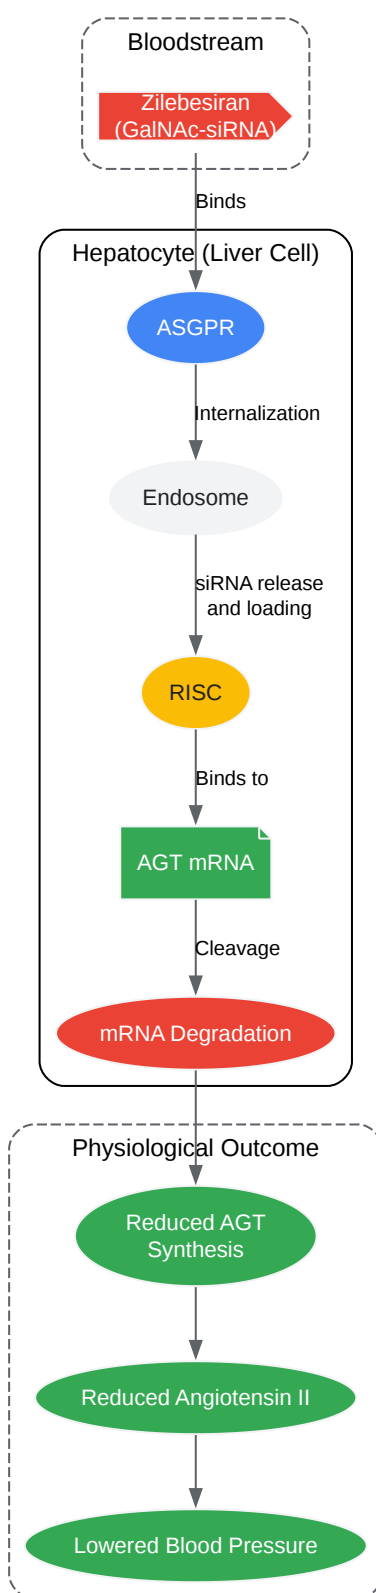 Bloodstream
Zilebesiran
(GalNAc-siRNA)
Binds
Hepatocyte (Liver Cell)
ASGPR
Internalization
Endosome
siRNA release
and loading
RISC
Binds to
AGT mRNA
Cleavage
mRNA Degradation
Physiological Outcome
Reduced AGT
Synthesis
Reduced Angiotensin II
Lowered Blood Pressure